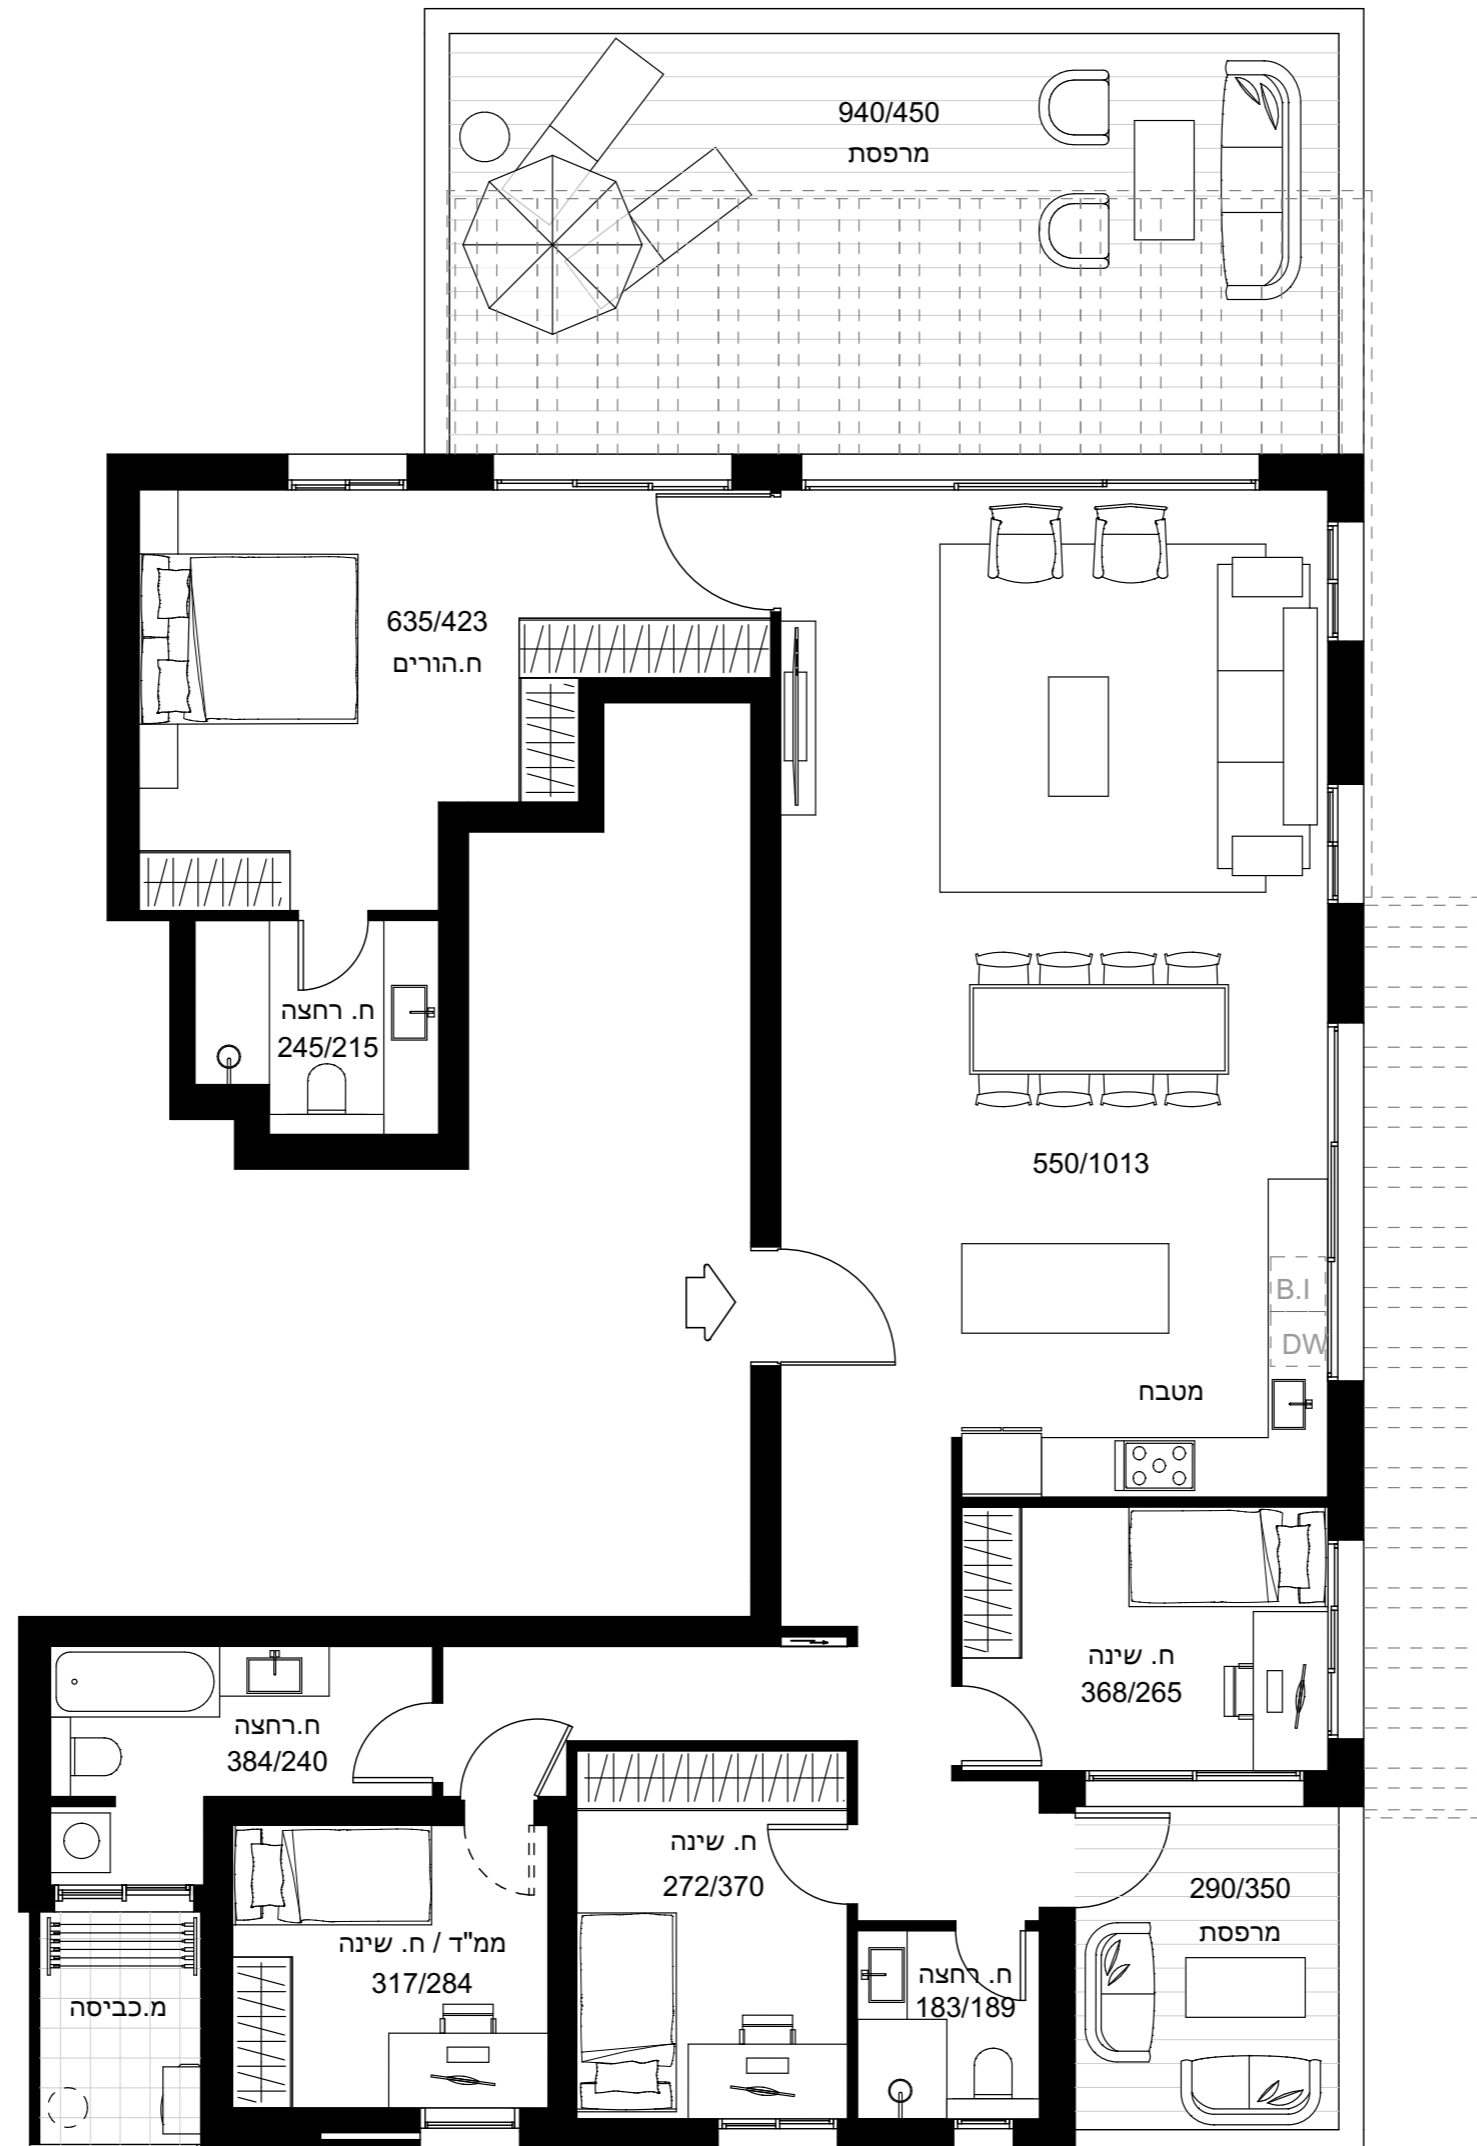 940/450
מרפסת
635/423
ח.הורים
ח. רחצה
245/215
550/1013
B.I
DW
מטבח
ח. שינה
368/265
ח.רחצה
384/240
ח. שינה
272/370
290/350
מרפסת
ממ"ד / ח. שינה
317/284
ח. רחצה
183/189
מ.כביסה